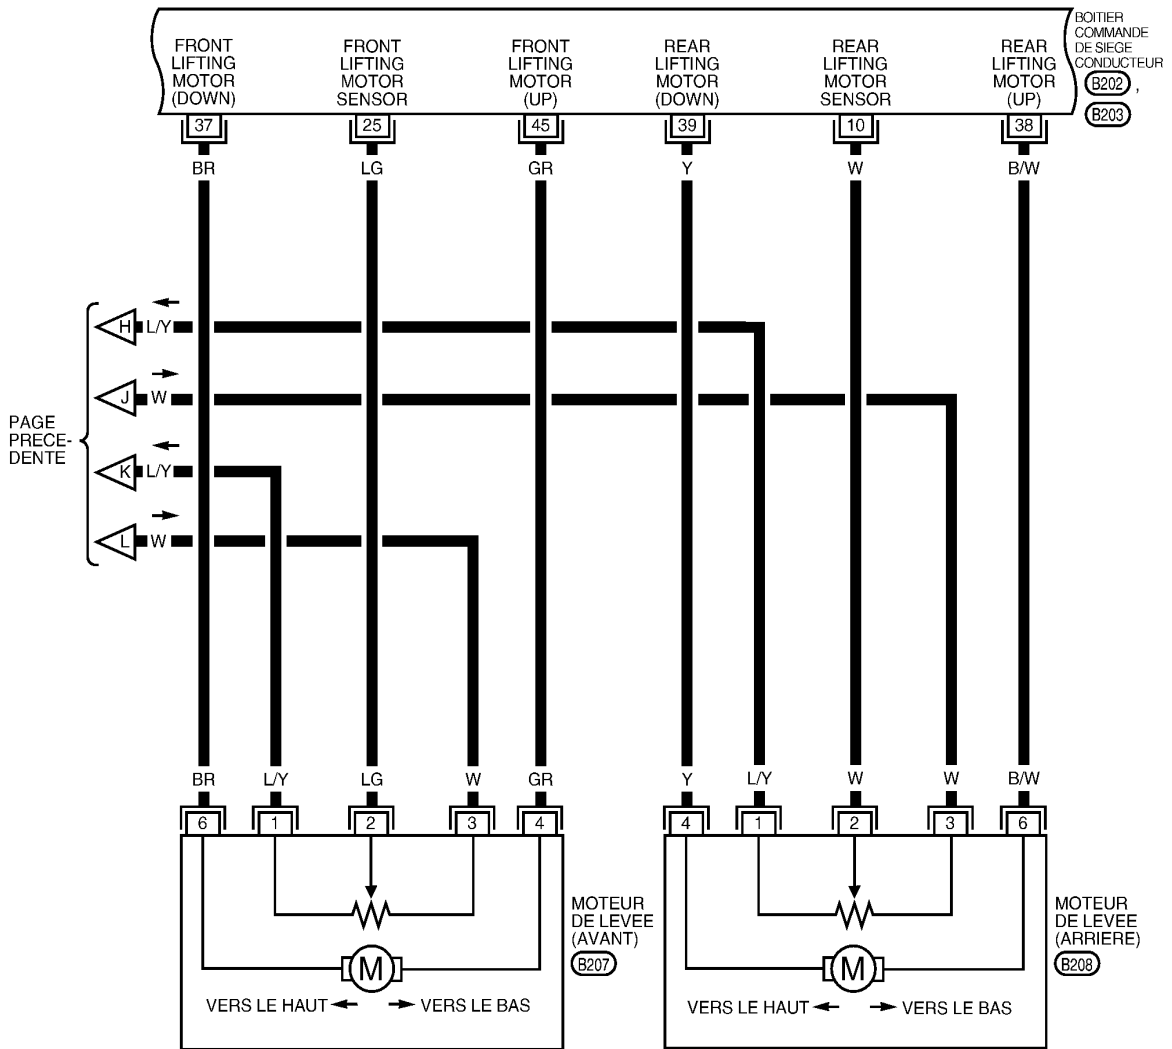 BOITIER
COMMANDE
DE SIEGE
CONDUCTEUR
B202 ,
B203
FRONT
LIFTING
MOTOR
(DOWN)
FRONT
LIFTING
MOTOR
SENSOR
FRONT
LIFTING
MOTOR
(UP)
REAR
LIFTING
MOTOR
(DOWN)
REAR
LIFTING
MOTOR
SENSOR
REAR
LIFTING
MOTOR
(UP)
37 25 45 39 10 38
BR LG GR Y W B/W
PAGE
PRECE-
DENTE
H L/Y
J W
K L/Y
L W
BR L/Y LG W GR Y L/Y W W B/W
6 1 2 3 4 4 1 2 3 6
MOTEUR
DE LEVEE
(AVANT)
B207
M
VERS LE HAUT VERS LE BAS
MOTEUR
DE LEVEE
(ARRIERE)
B208
M
VERS LE HAUT VERS LE BAS